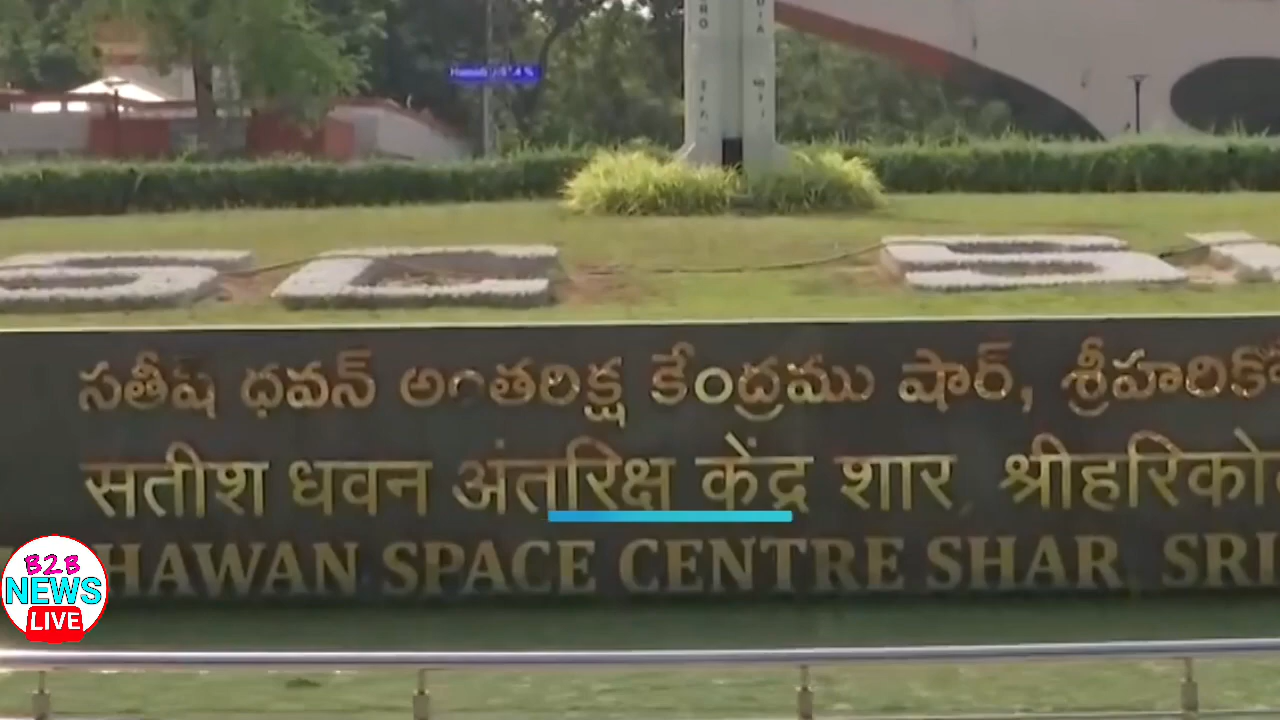 సతీష్ ధవన్ అంతరిక్ష కేంద్రము షార్, శ్రీహరికో
सतीश धवन अंतरिक्ष केंद्र शार, श्रीहरिको
HAWAN SPACE CENTRE SHAR, SRI
B2B
NEWS
LIVE